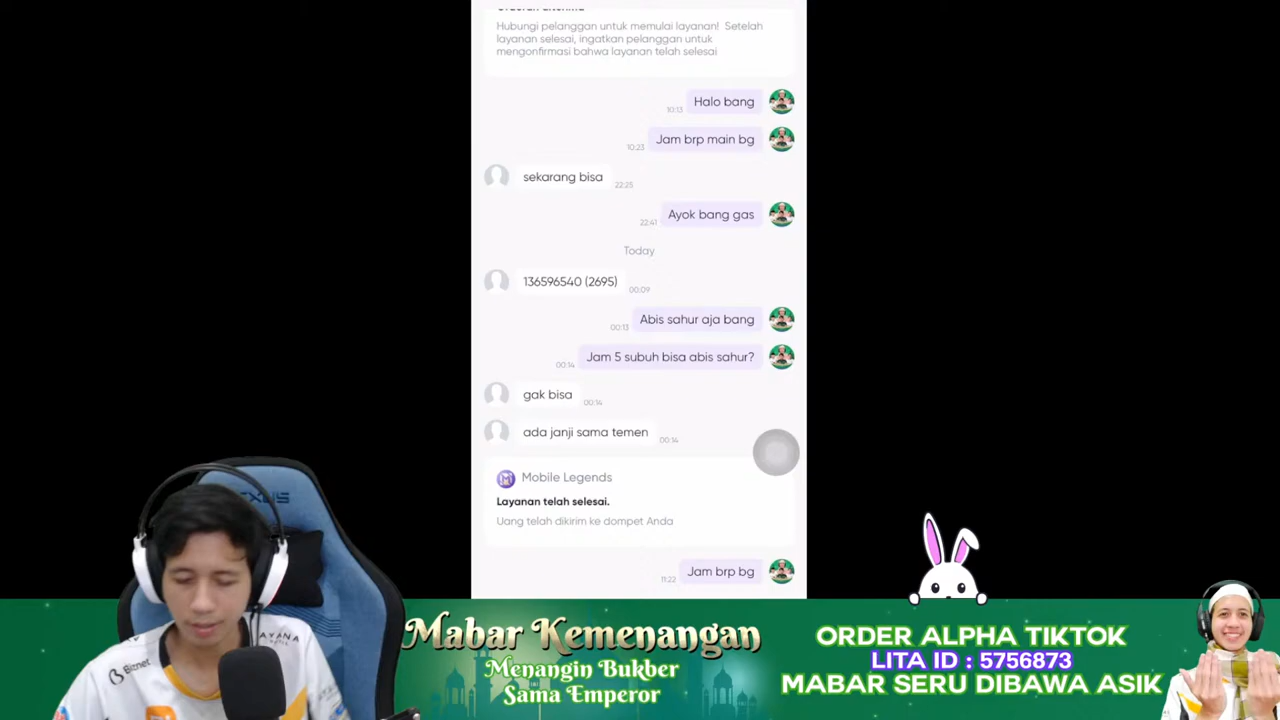 Hubungi pelanggan untuk memulai layanan! Setelah
layanan selesai, ingatkan pelanggan untuk
mengonfirmasi bahwa layanan telah selesai
Halo bang
10:13
Jam brp main bg
10:23
sekarang bisa
22:25
Ayok bang gas
22:41
Today
136596540 (2695)
00:09
Abis sahur aja bang
00:13
Jam 5 subuh bisa abis sahur?
00:14
gak bisa
00:14
ada janji sama temen
00:14
Mobile Legends
Layanan telah selesai.
Uang telah dikirim ke dompet Anda
Jam brp bg
11:22
Biznet
Mabar Kemenangan
Menangin Bukber
Sama Emperor
ORDER ALPHA TIKTOK
LITA ID : 5756873
MABAR SERU DIBAWA ASIK